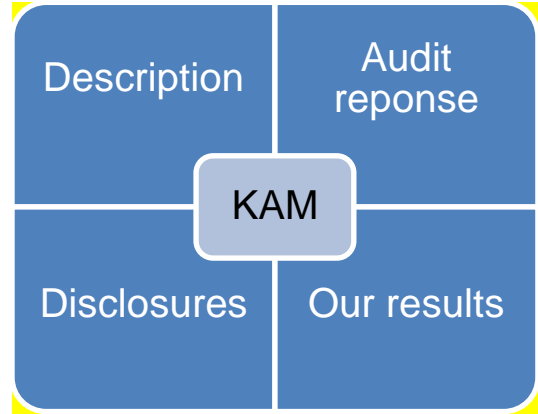 Description
Audit
reponse
KAM
Disclosures
Our results